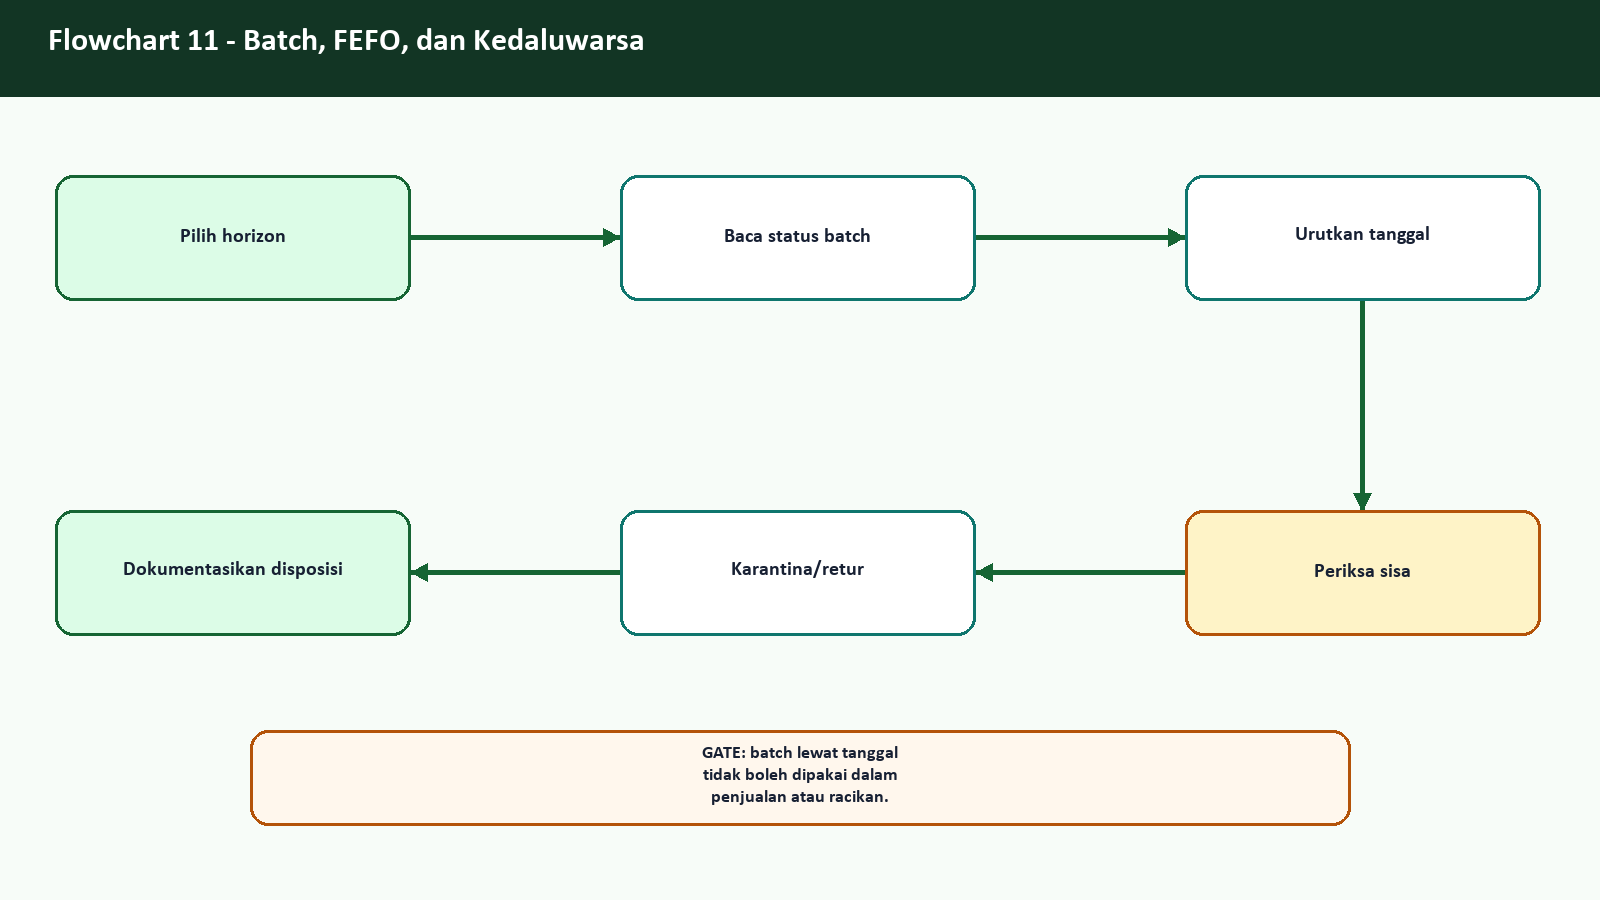 Flowchart 11 - Batch, FEFO, dan Kedaluwarsa
Pilih horizon
Baca status batch
Urutkan tanggal
Periksa sisa
Karantina/retur
Dokumentasikan disposisi
GATE: batch lewat tanggal
tidak boleh dipakai dalam
penjualan atau racikan.